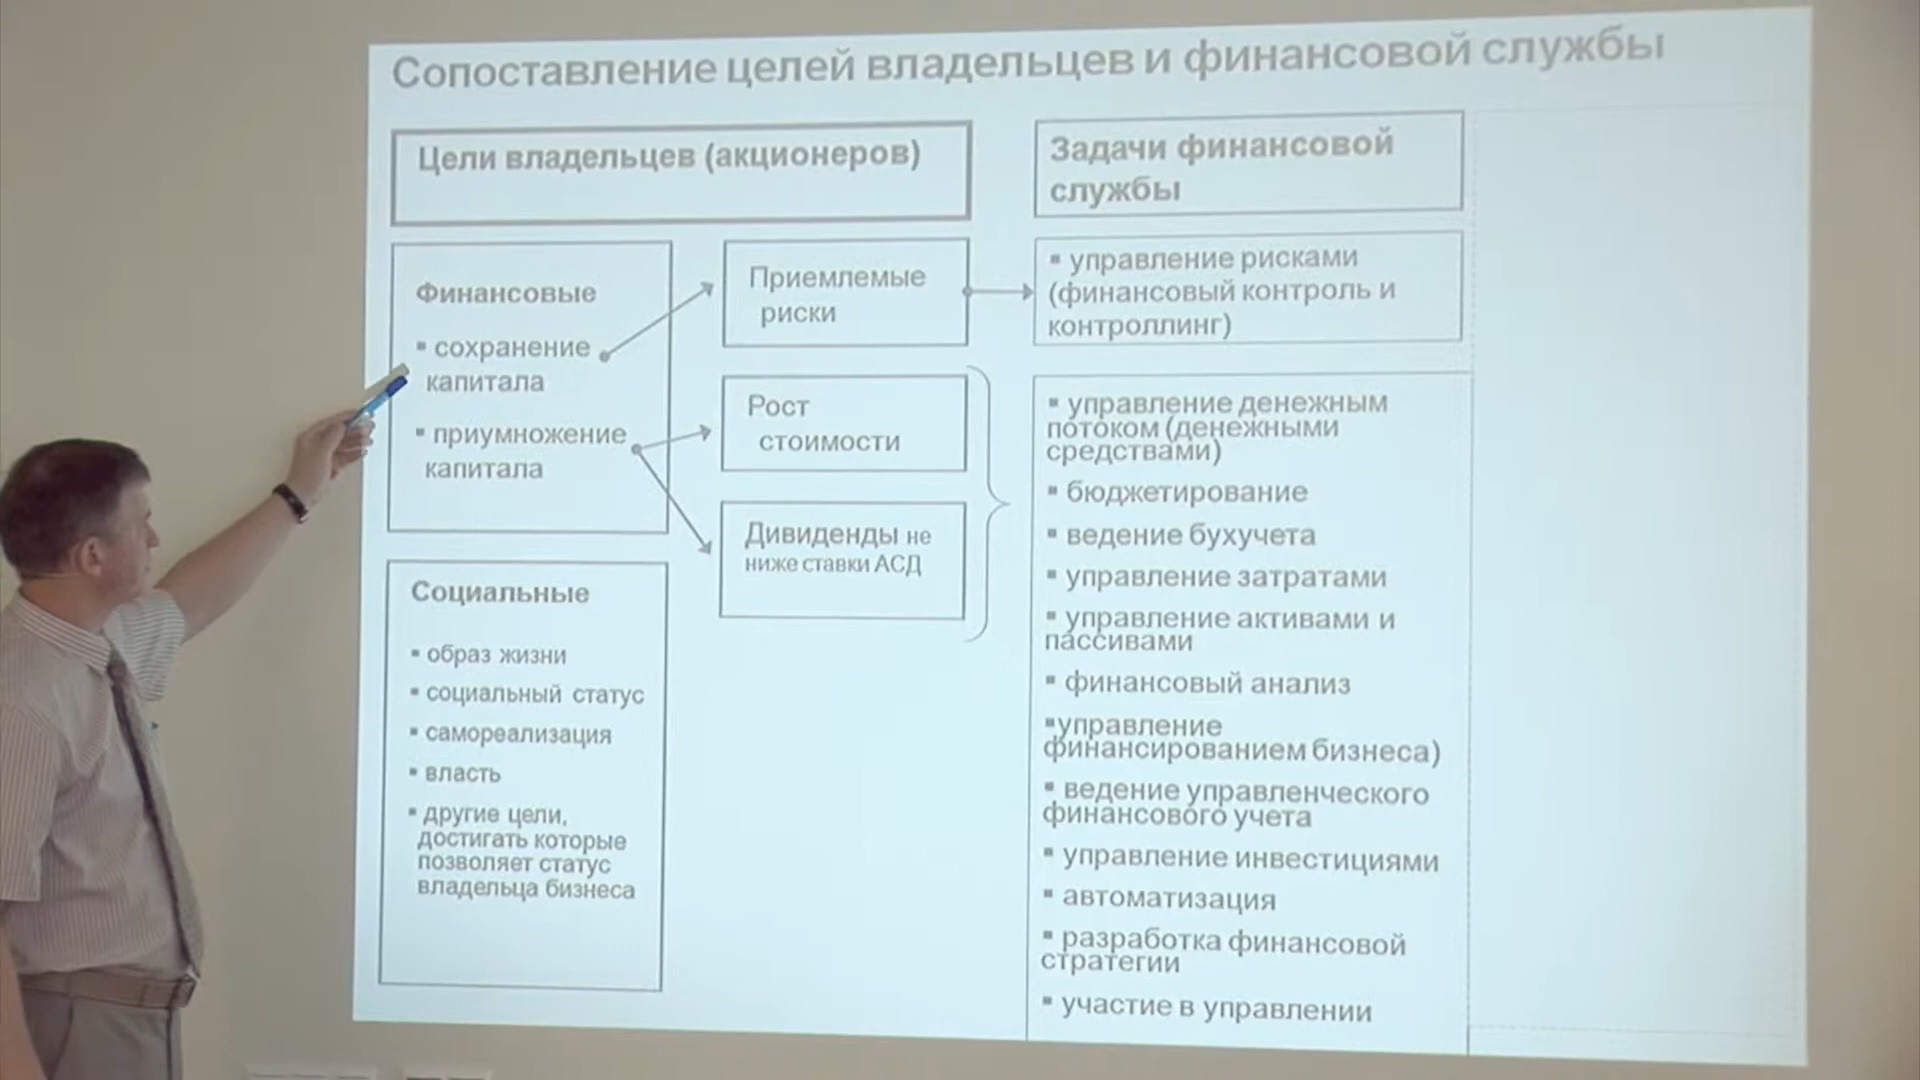 Сопоставление целей владельцев и финансовой службы
Цели владельцев (акционеров)
Задачи финансовой
службы
Финансовые
▪ сохранение
капитала
▪ приумножение
капитала
Приемлемые
риски
▪ управление рисками
(финансовый контроль и
контроллинг)
Рост
стоимости
Дивиденды не
ниже ставки АСД
Социальные
▪ образ жизни
▪ социальный статус
▪ самореализация
▪ власть
▪ другие цели,
достигать которые
позволяет статус
владельца бизнеса
▪ управление денежным
потоком (денежными
средствами)
▪ бюджетирование
▪ ведение бухучета
▪ управление затратами
▪ управление активами и
пассивами
▪ финансовый анализ
▪управление
финансированием бизнеса)
▪ ведение управленческого
финансового учета
▪ управление инвестициями
▪ автоматизация
▪ разработка финансовой
стратегии
▪ участие в управлении